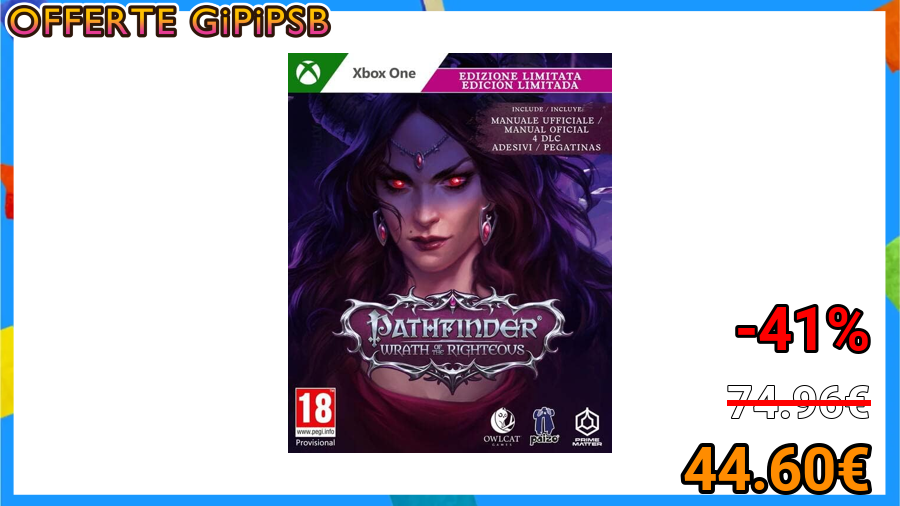 OFFERTE GiPiPSB
Xbox One
EDIZIONE LIMITATA
EDICION LIMITADA
INCLUDE / INCLUYE:
MANUALE UFFICIALE /
MANUAL OFICIAL
4 DLC
ADESIVI / PEGATINAS
PATHFINDER®
WRATH OF THE RIGHTEOUS
18
www.pegi.info
Provisional
OWLCAT
GAMES
paizo
PRIME
MATTER
-41%
74.96€
44.60€